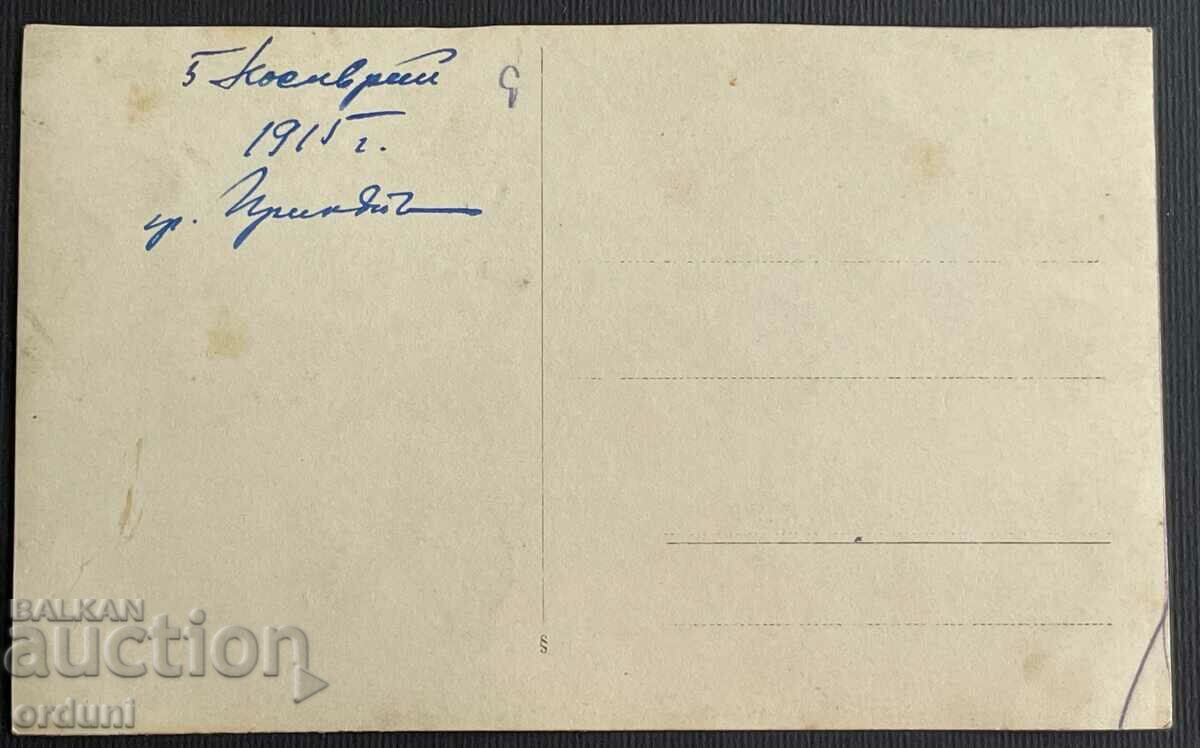 5 Ноемврий
1915 г.
гр.
§
BALKAN
auction
orduni